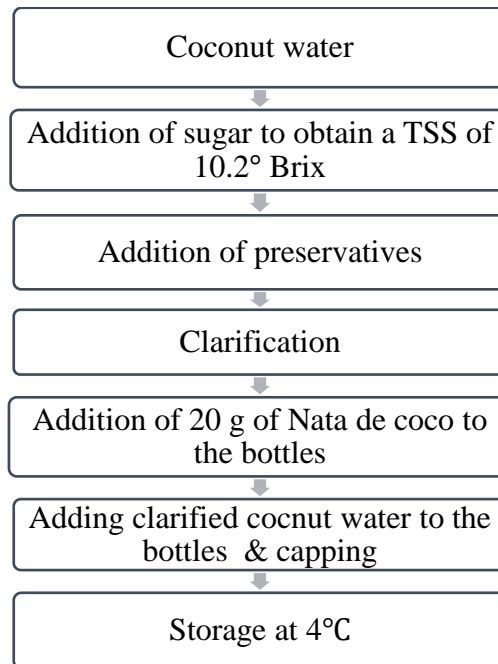 Coconut water
Addition of sugar to obtain a TSS of
10.2° Brix
Addition of preservatives
Clarification
Addition of 20 g of Nata de coco to
the bottles
Adding clarified cocnut water to the
bottles & capping
Storage at 4℃